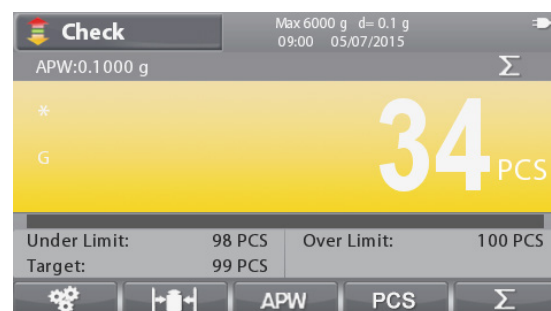 Check
Max 6000 g d= 0.1 g
09:00 05/07/2015
APW:0.1000 g Σ
*
G
34 PCS
Under Limit: 98 PCS Over Limit: 100 PCS
Target: 99 PCS
APW PCS Σ